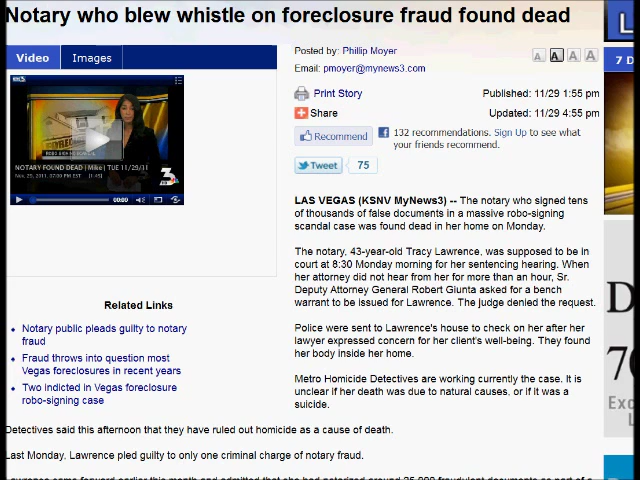 Notary who blew whistle on foreclosure fraud found dead
Video
Images
Posted by: Phillip Moyer
Email: pmoyer@mynews3.com
A A A A
Print Story
Published: 11/29 1:55 pm
Share
Updated: 11/29 4:55 pm
Recommend
132 recommendations. Sign Up to see what
your friends recommend.
Tweet
75
NOTARY FOUND DEAD | Mike | TUE 11/29/11
00:00
LAS VEGAS (KSNV MyNews3) -- The notary who signed tens
of thousands of false documents in a massive robo-signing
scandal case was found dead in her home on Monday.
The notary, 43-year-old Tracy Lawrence, was supposed to be in
court at 8:30 Monday morning for her sentencing hearing. When
her attorney did not hear from her for more than an hour, Sr.
Deputy Attorney General Robert Giunta asked for a bench
warrant to be issued for Lawrence. The judge denied the request.
Police were sent to Lawrence's house to check on her after her
lawyer expressed concern for her client's well-being. They found
her body inside her home.
Metro Homicide Detectives are working currently the case. It is
unclear if her death was due to natural causes, or if it was a
suicide.
Related Links
Notary public pleads guilty to notary
fraud
Fraud throws into question most
Vegas foreclosures in recent years
Two indicted in Vegas foreclosure
robo-signing case
Detectives said this afternoon that they have ruled out homicide as a cause of death.
Last Monday, Lawrence pled guilty to only one criminal charge of notary fraud.
L
7 D
D
70
Exc
L